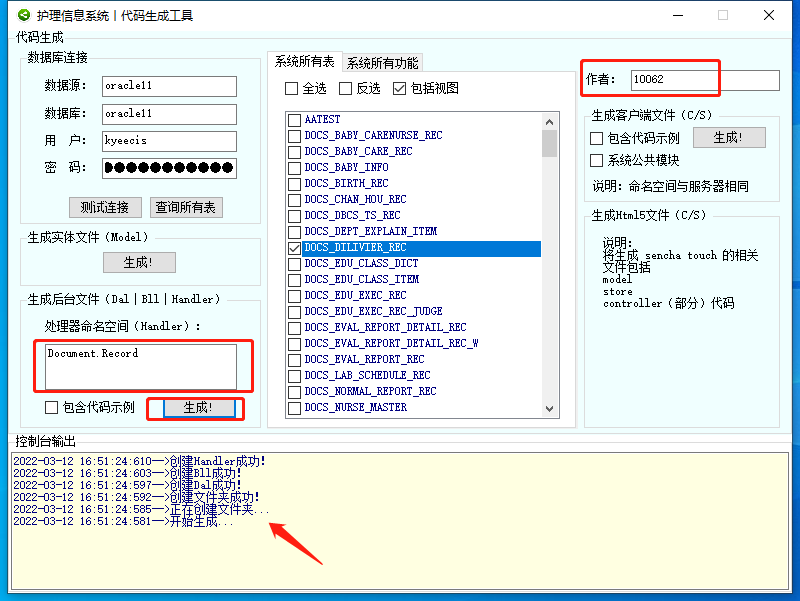 护理信息系统|代码生成工具
代码生成
数据库连接
数据源：
oracle11
数据库：
oracle11
用 户：
kyeecis
密 码：
●●●●●●●●●●●
测试连接
查询所有表
生成实体文件（Model）
生成!
生成后台文件（Dal|Bll|Handler）
处理器命名空间（Handler）：
Document.Record
包含代码示例
生成!
系统所有表
系统所有功能
全选
反选
包括视图
AATEST
DOCS_BABY_CARENURSE_REC
DOCS_BABY_CARE_REC
DOCS_BABY_INFO
DOCS_BIRTH_REC
DOCS_CHAN_HOU_REC
DOCS_DBCS_TS_REC
DOCS_DEPT_EXPLAIN_ITEM
DOCS_DILIVIER_REC
DOCS_EDU_CLASS_DICT
DOCS_EDU_CLASS_ITEM
DOCS_EDU_EXEC_REC
DOCS_EDU_EXEC_REC_JUDGE
DOCS_EVAL_REPORT_DETAIL_REC
DOCS_EVAL_REPORT_DETAIL_REC_W
DOCS_EVAL_REPORT_REC
DOCS_LAB_SCHEDULE_REC
DOCS_NORMAL_REPORT_REC
DOCS_NURSE_MASTER
作者：
10062
生成客户端文件（C/S）
包含代码示例
生成!
系统公共模块
说明：命名空间与服务器相同
生成Html5文件（C/S）
说明：
将生成 sencha touch 的相关
文件包括
model
store
controller（部分）代码
控制台输出
2022-03-12 16:51:24:610—>创建Handler成功!
2022-03-12 16:51:24:603—>创建Bll成功!
2022-03-12 16:51:24:597—>创建Dal成功!
2022-03-12 16:51:24:592—>创建文件夹成功!
2022-03-12 16:51:24:585—>正在创建文件夹...
2022-03-12 16:51:24:581—>开始生成...